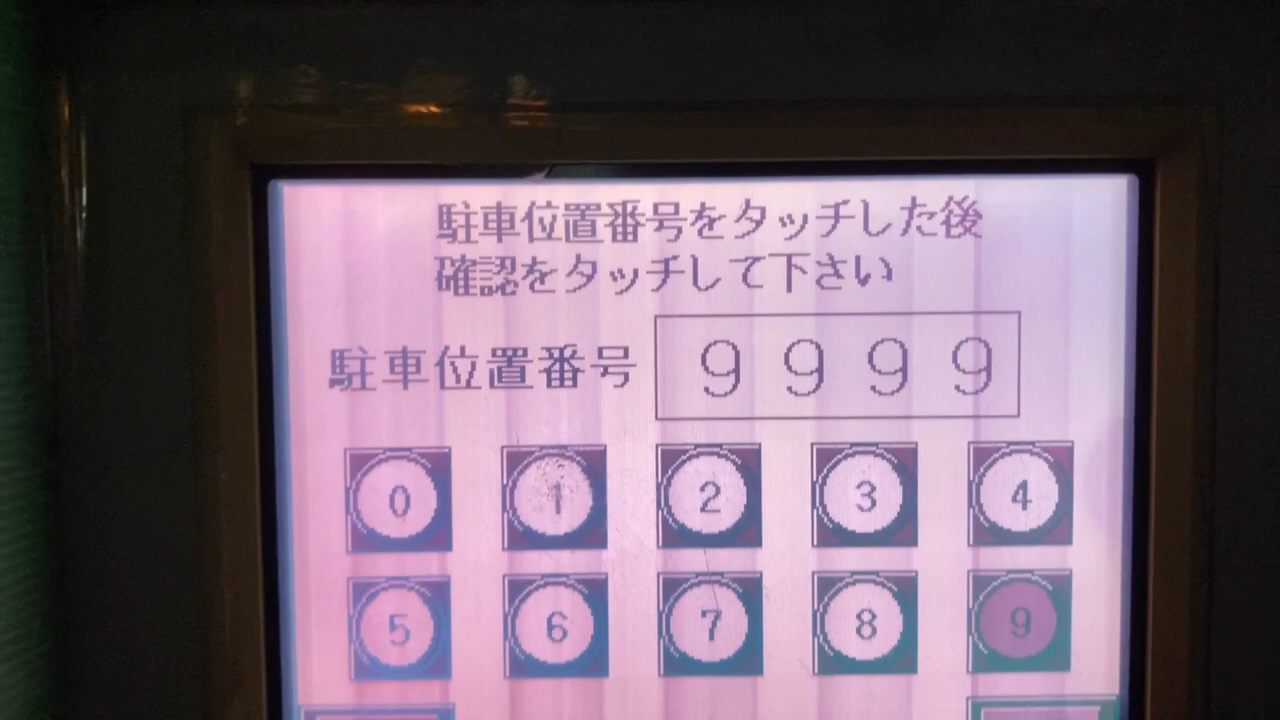 駐車位置番号をタッチした後
確認をタッチして下さい
駐車位置番号 9999
0 1 2 3 4
5 6 7 8 9